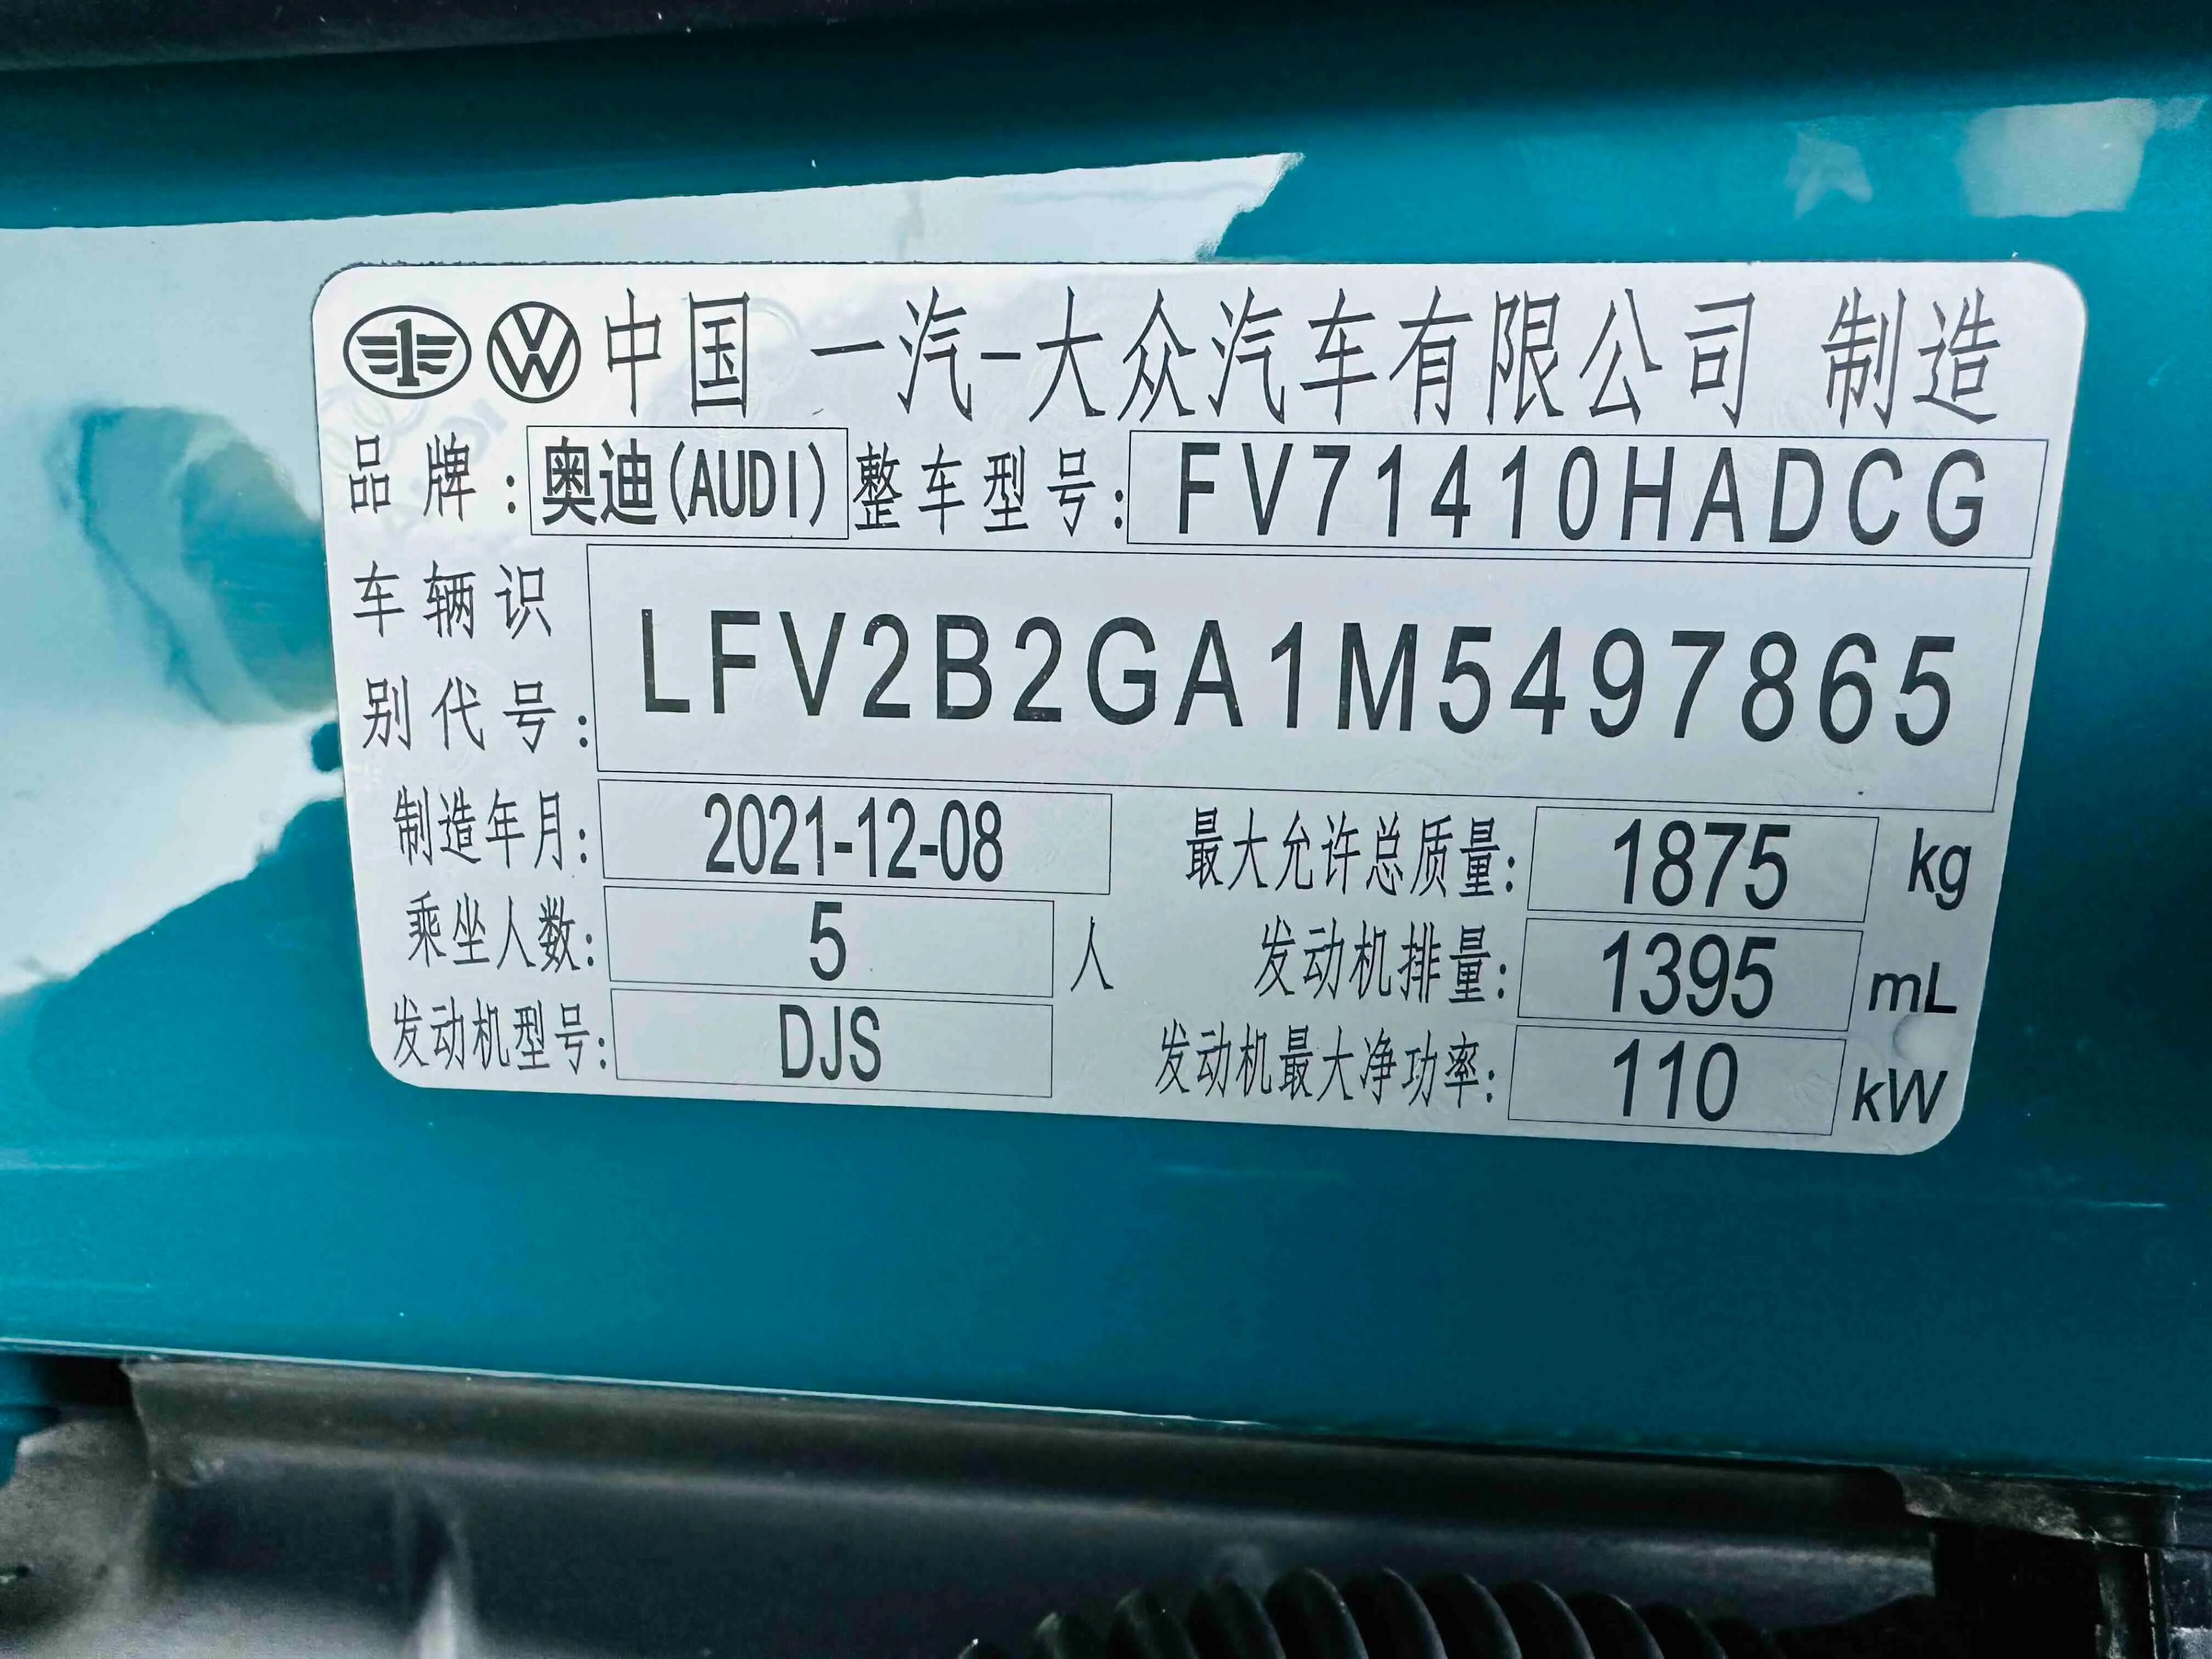 中国 一汽-大众汽车有限公司 制造
品牌: 奥迪(AUDI) 整车型号: FV71410HADCG
车辆识别代号: LFV2B2GA1M5497865
制造年月: 2021-12-08 最大允许总质量: 1875 kg
乘坐人数: 5 人 发动机排量: 1395 mL
发动机型号: DJS 发动机最大净功率: 110 kW